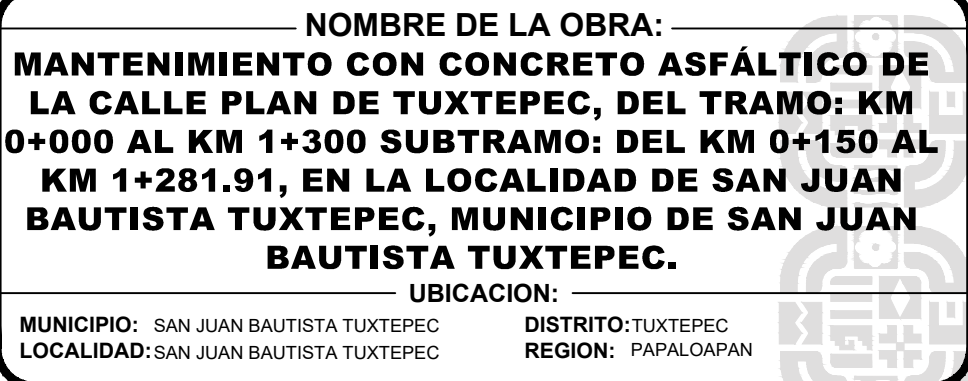 NOMBRE DE LA OBRA:
MANTENIMIENTO CON CONCRETO ASFÁLTICO DE
LA CALLE PLAN DE TUXTEPEC, DEL TRAMO: KM
0+000 AL KM 1+300 SUBTRAMO: DEL KM 0+150 AL
KM 1+281.91, EN LA LOCALIDAD DE SAN JUAN
BAUTISTA TUXTEPEC, MUNICIPIO DE SAN JUAN
BAUTISTA TUXTEPEC.
UBICACION:
MUNICIPIO: SAN JUAN BAUTISTA TUXTEPEC DISTRITO: TUXTEPEC
LOCALIDAD: SAN JUAN BAUTISTA TUXTEPEC REGION: PAPALOAPAN